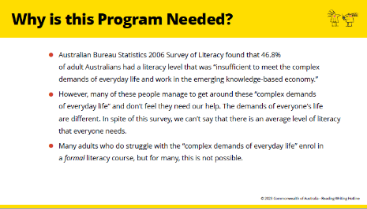 Why is this Program Needed?
Australian Bureau Statistics 2006 Survey of Literacy found that 46.8%
of adult Australians had a literacy level that was “insufficient to meet the complex
demands of everyday life and work in the emerging knowledge-based economy.”
However, many of these people manage to get around these “complex demands
of everyday life” and don’t feel they need our help. The demands of everyone’s life
are different. In spite of this survey, we can’t say that there is an average level of literacy
that everyone needs.
Many adults who do struggle with the “complex demands of everyday life” enrol in
a formal literacy course, but for many, this is not possible.
Commonwealth of Australia - Reading Writing Hotline